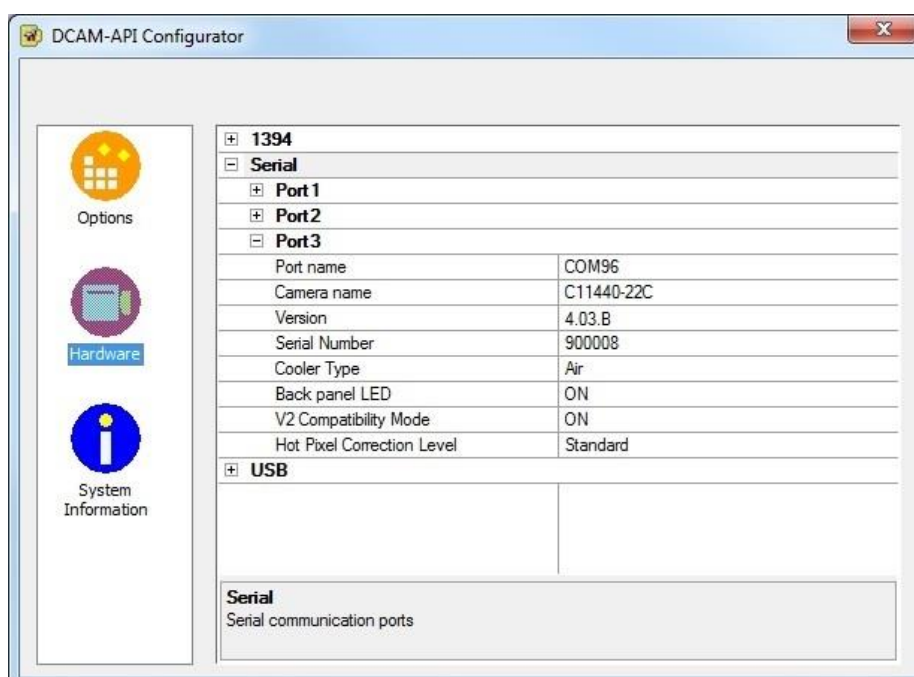 DCAM-API Configurator
Options
Hardware
System
Information
1394
Serial
Port1
Port2
Port3
Port name COM96
Camera name C11440-22C
Version 4.03.B
Serial Number 900008
Cooler Type Air
Back panel LED ON
V2 Compatibility Mode ON
Hot Pixel Correction Level Standard
USB
Serial
Serial communication ports